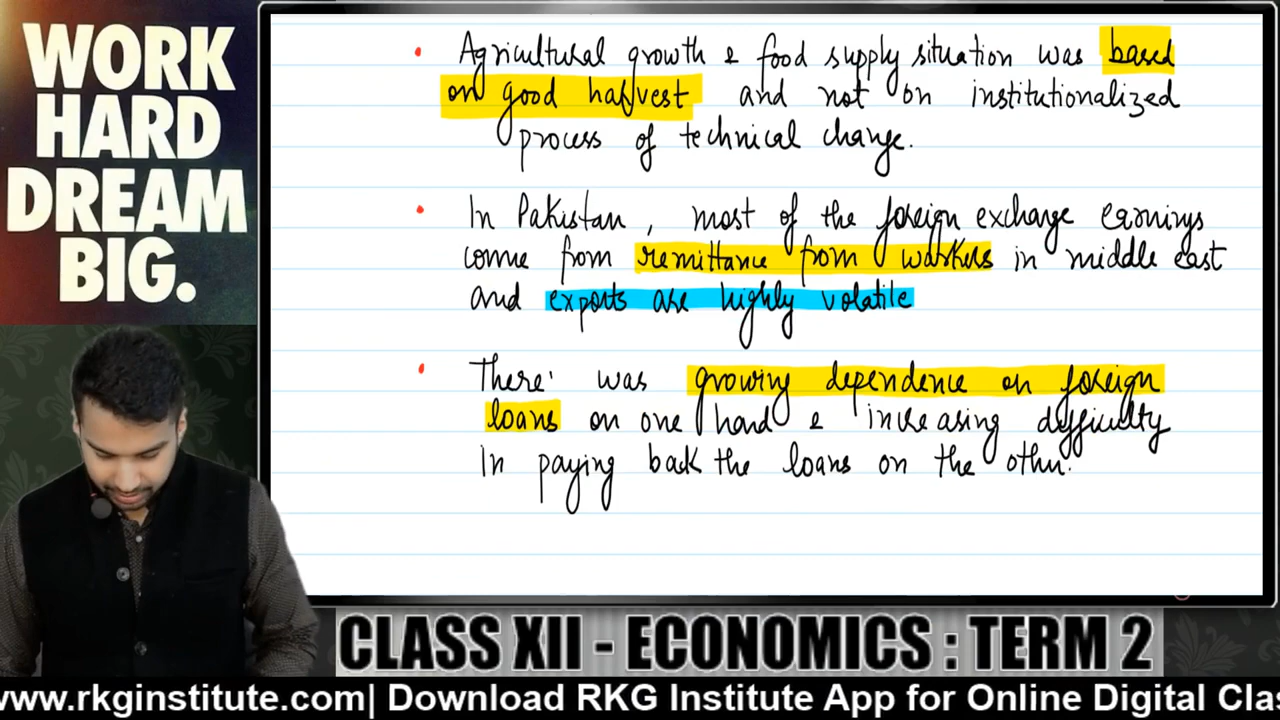 WORK
HARD
DREAM
BIG.
• Agricultural growth & food supply situation was based
on good harvest and not on institutionalized
process of technical change.
• In Pakistan, most of the foreign exchange earnings
come from remittance from workers in middle east
and exports are highly volatile
• There was growing dependence on foreign
loans on one hand & increasing difficulty
in paying back the loans on the other.
CLASS XII - ECONOMICS : TERM 2
www.rkginstitute.com| Download RKG Institute App for Online Digital Clas